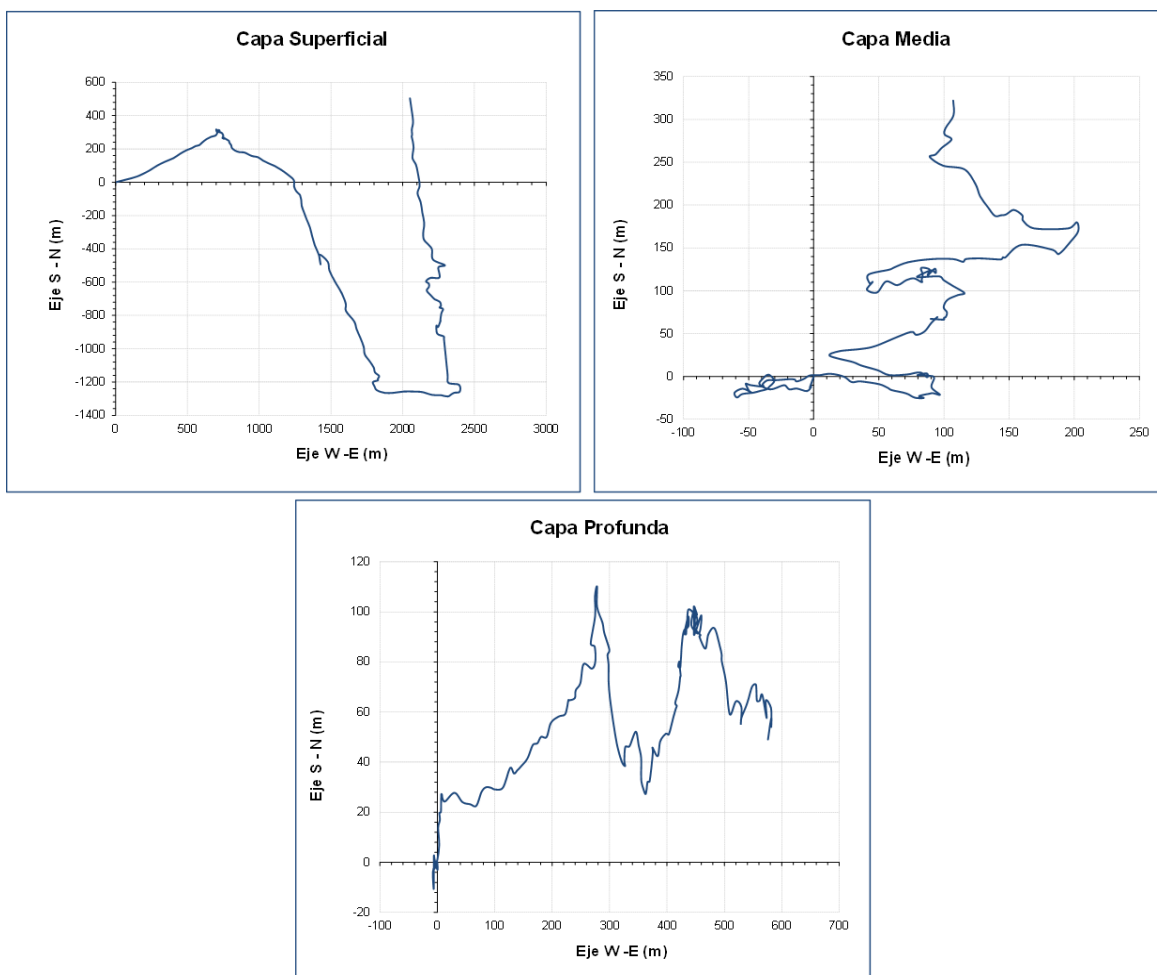 Capa Superficial
600
400
200
0
-200
-400
-600
-800
-1000
-1200
-1400
0 500 1000 1500 2000 2500 3000
Eje S - N (m)
Eje W -E (m)
Capa Media
350
300
250
200
150
100
50
0
-50
-100 -50 0 50 100 150 200 250
Eje S - N (m)
Eje W -E (m)
Capa Profunda
120
100
80
60
40
20
0
-20
-100 0 100 200 300 400 500 600 700
Eje S - N (m)
Eje W -E (m)